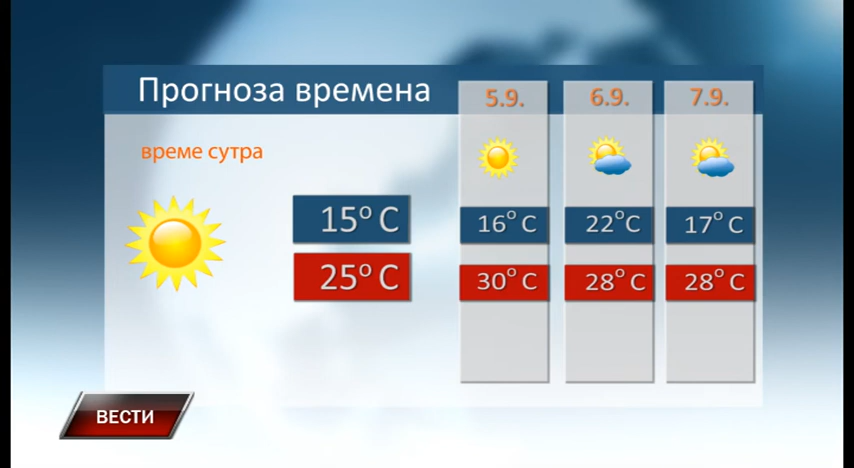 Прогноза времена
време сутра
15° C
25° C
5.9.
16° C
30° C
6.9.
22°C
28° C
7.9.
17° C
28° C
ВЕСТИ